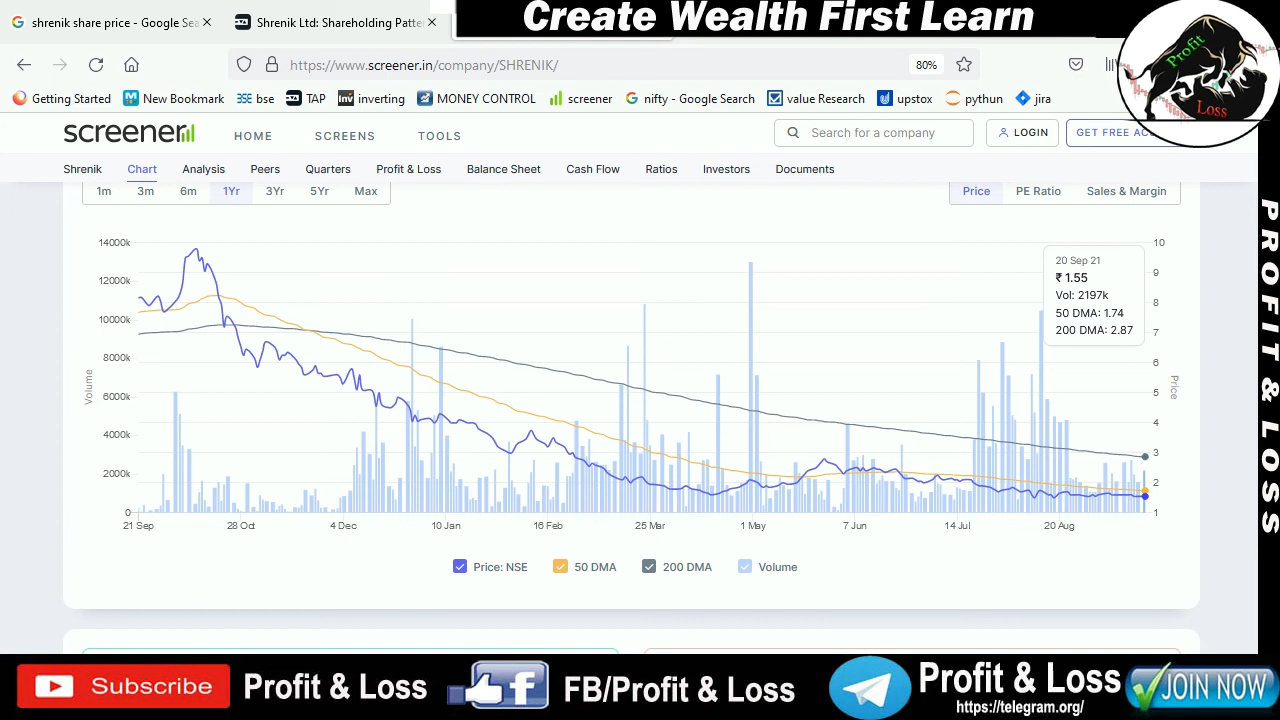 shrenik share price - Google Sea
Shrenik Ltd: Shareholding Patte
Create Wealth First Learn
https://www.screener.in/company/SHRENIK/
80%
Getting Started
New Bookmark
bse
TAP
inverting
MONEY CONTROL
screener
nifty - Google Search
value Research
upstox
pythun
jira
Profit
Loss
screener
HOME
SCREENS
TOOLS
Search for a company
LOGIN
GET FREE ACC
Shrenik
Chart
Analysis
Peers
Quarters
Profit & Loss
Balance Sheet
Cash Flow
Ratios
Investors
Documents
1m
3m
6m
1Yr
3Yr
5Yr
Max
Price
PE Ratio
Sales & Margin
14000k
12000k
10000k
8000k
6000k
4000k
2000k
0
Volume
10
9
8
7
6
5
4
3
2
1
Price
20 Sep 21
₹ 1.55
Vol: 2197k
50 DMA: 1.74
200 DMA: 2.87
21 Sep
28 Oct
4 Dec
10 Jan
16 Feb
25 Mar
1 May
7 Jun
14 Jul
20 Aug
Price: NSE
50 DMA
200 DMA
Volume
PROFIT & LOSS
Subscribe
Profit & Loss
FB/Profit & Loss
Profit & Loss
https://telegram.org/
JOIN NOW